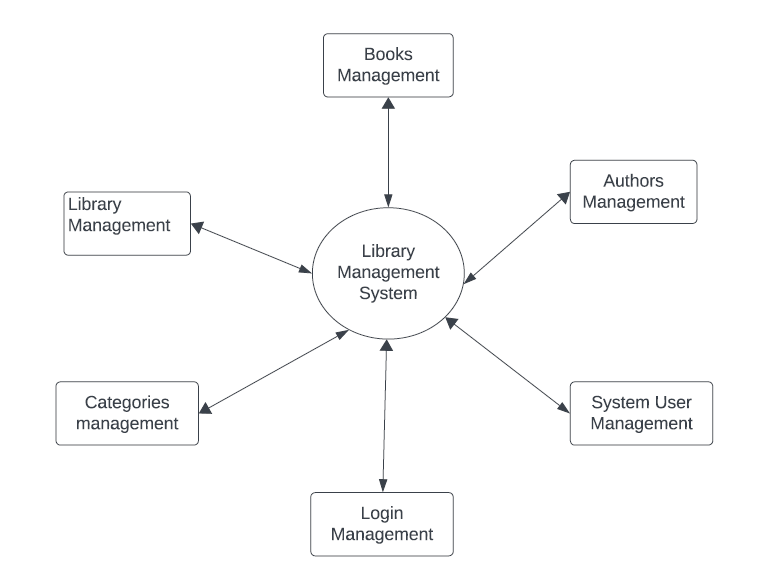 Books
Management
Authors
Management
Library
Management
Library
Management
System
Categories
management
System User
Management
Login
Management